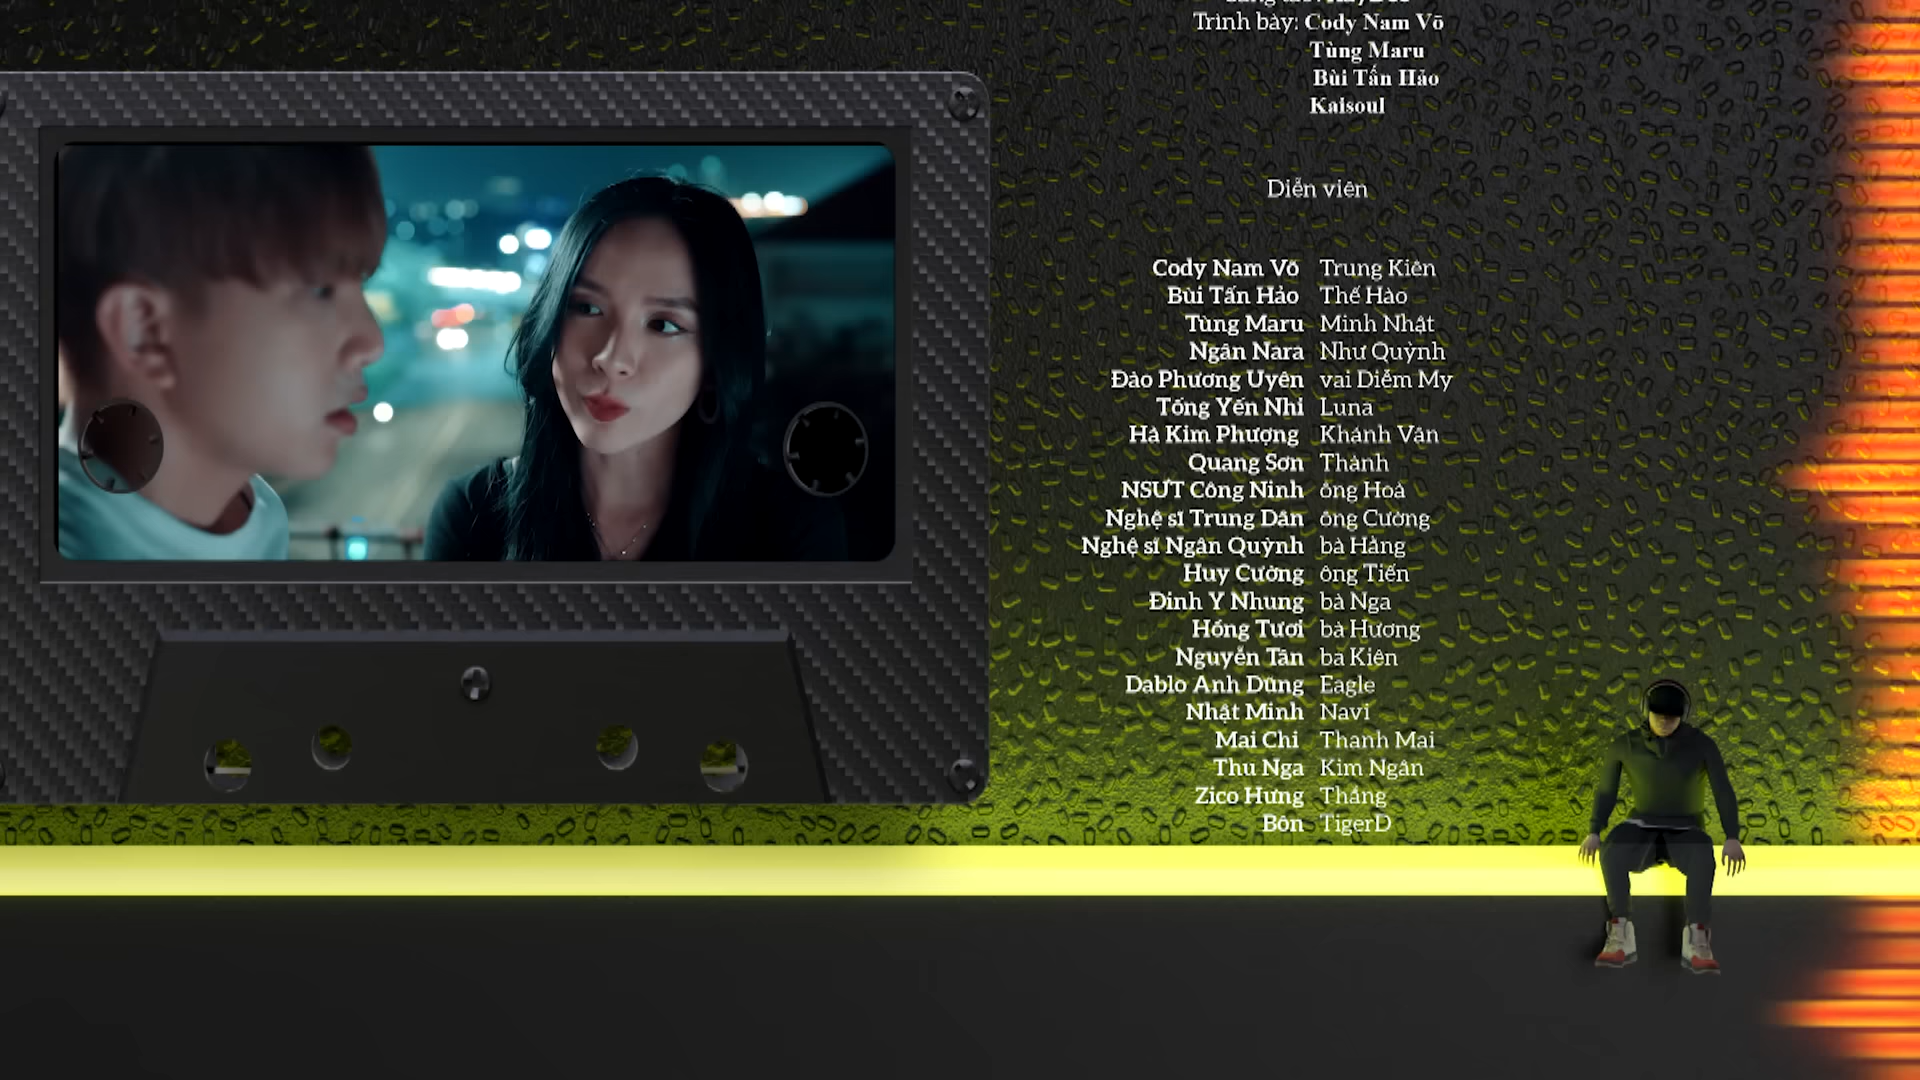 Trình bày: Cody Nam Võ
Tùng Maru
Bùi Tấn Hảo
Kaisoul
Diễn viên
Cody Nam Võ Trung Kiên
Bùi Tấn Hảo Thế Hào
Tùng Maru Minh Nhật
Ngân Nara Như Quỳnh
Đào Phương Uyên vai Diễm My
Tống Yến Nhi Luna
Hà Kim Phượng Khánh Vân
Quang Sơn Thành
NSƯT Công Ninh ông Hoà
Nghệ sĩ Trung Dân ông Cường
Nghệ sĩ Ngân Quỳnh bà Hằng
Huy Cường ông Tiến
Đinh Y Nhung bà Nga
Hồng Tươi bà Hương
Nguyễn Tân ba Kiên
Dablo Anh Dũng Eagle
Nhật Minh Navi
Mai Chi Thanh Mai
Thu Nga Kim Ngân
Zico Hưng Thắng
Bôn TigerD